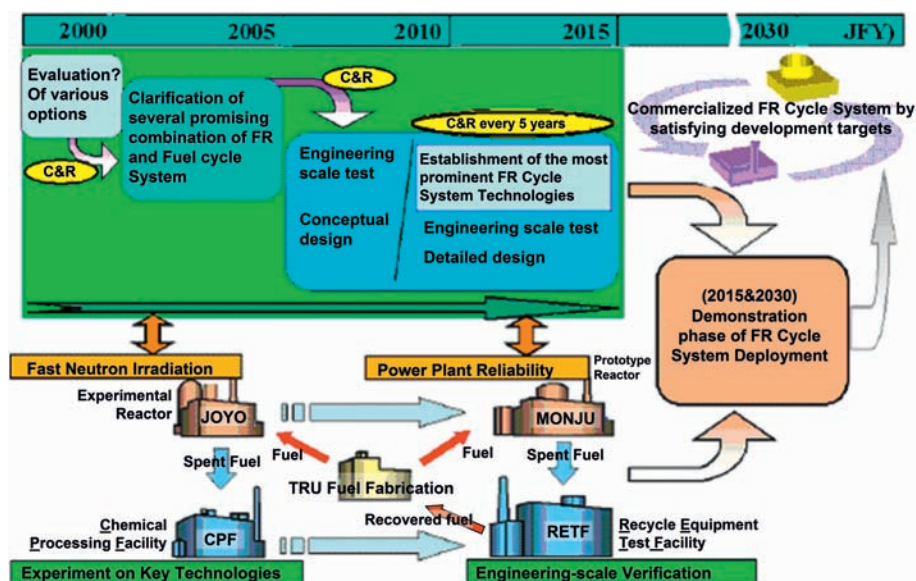 2000 2005 2010 2015 2030 JFY)
Evaluation?
Of various
options
C&R
Clarification of
several promising
combination of FR
and Fuel cycle
System
C&R
C&R every 5 years
Engineering
scale test
Conceptual
design
Establishment of the most
prominent FR Cycle
System Technologies
Engineering scale test
Detailed design
Commercialized FR Cycle System by
satisfying development targets
(2015&2030)
Demonstration
phase of FR Cycle
System Deployment
Fast Neutron Irradiation
Power Plant Reliability
Prototype
Reactor
Experimental
Reactor
JOYO
MONJU
Spent Fuel
Fuel
Fuel
Spent Fuel
TRU Fuel Fabrication
Recovered fuel
Chemical
Processing Facility
CPF
RETF
Recycle Equipment
Test Facility
Experiment on Key Technologies
Engineering-scale Verification